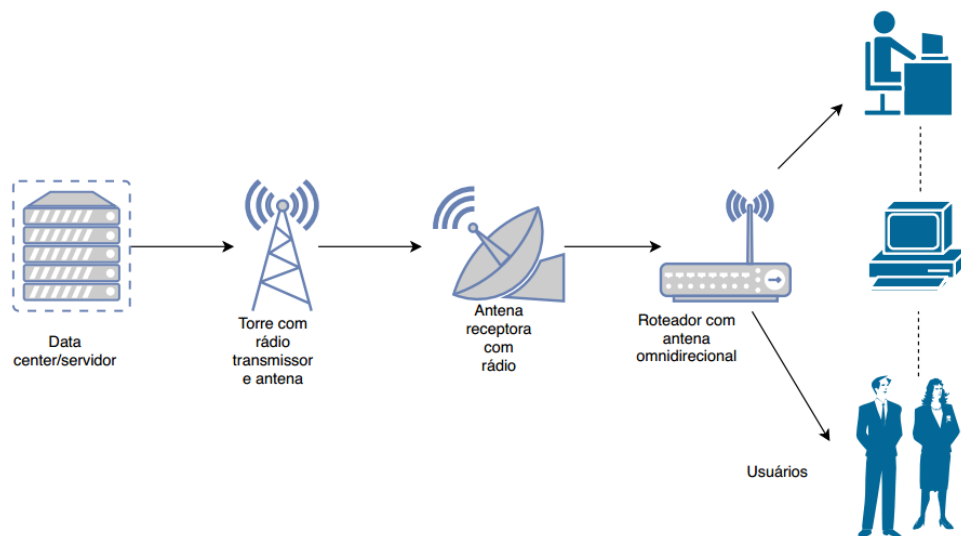 Data
center/servidor
Torre com
rádio
transmissor
e antena
Antena
receptora
com
rádio
Roteador com
antena
omnidirecional
Usuários